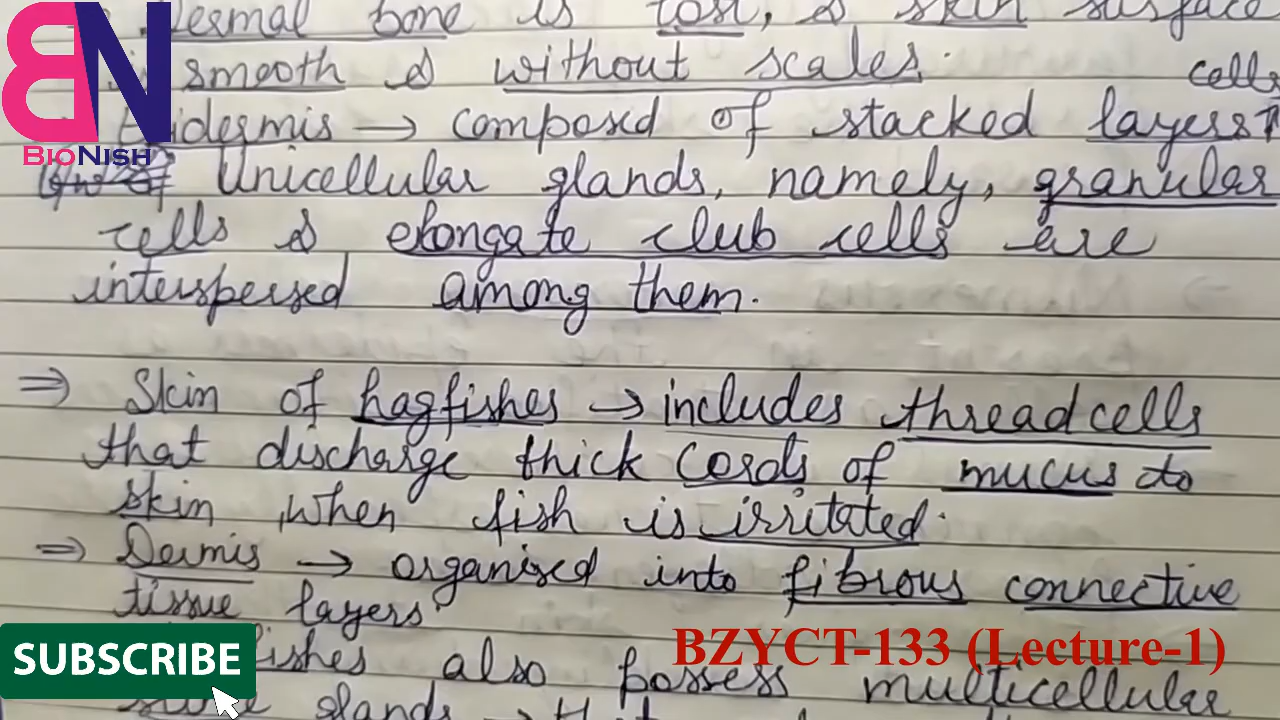 Dermal bone is lost, & skin surface
smooth & without scales.
cells
Epidermis → composed of stacked layers↑
Unicellular glands, namely, granular
cells & elongate club cells are
interspersed among them.
⇒ Skin of hagfishes → includes thread cells
that discharge thick cords of mucus to
skin, when fish is irritated.
⇒ Dermis → organised into fibrous connective
tissue layers.
ishes also possess multicellular
slime glands →
BN
BIONISH
SUBSCRIBE
BZYCT-133 (Lecture-1)